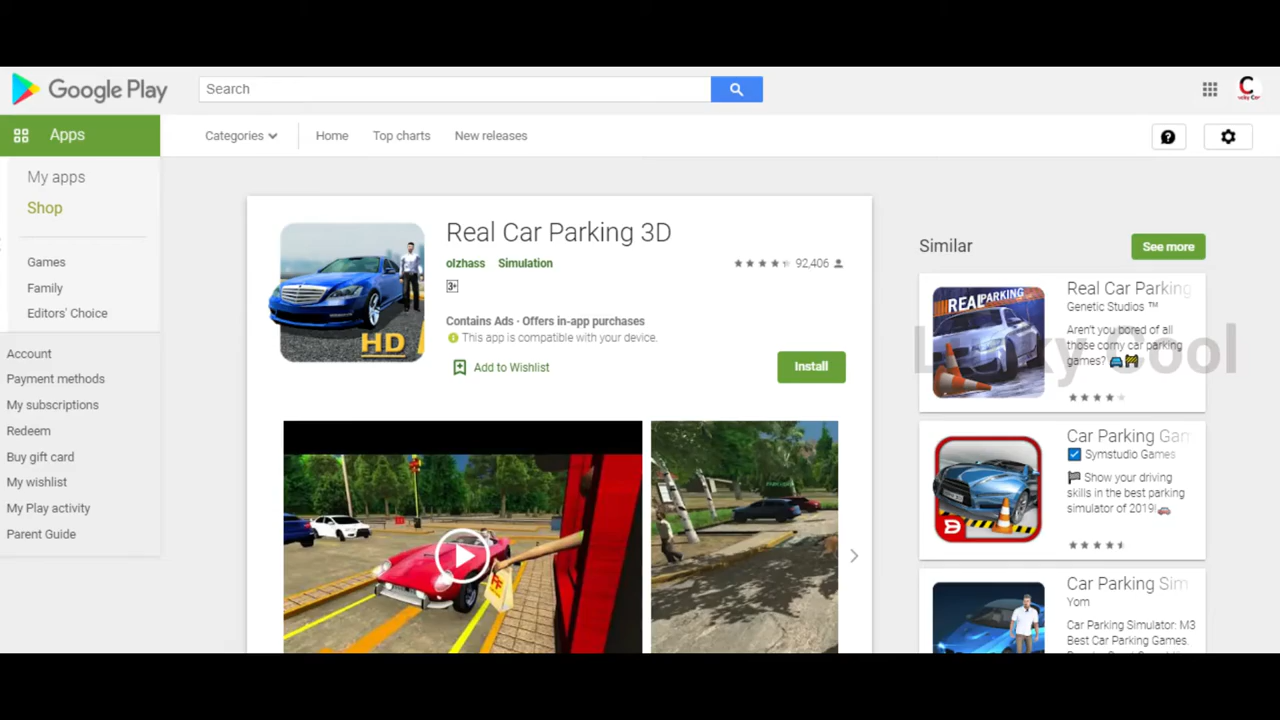 Google Play
Search
Apps
Categories
Home
Top charts
New releases
My apps
Shop
Games
Family
Editors' Choice
Account
Payment methods
My subscriptions
Redeem
Buy gift card
My wishlist
My Play activity
Parent Guide
HD
Real Car Parking 3D
olzhass Simulation
92,406
3+
Contains Ads · Offers in-app purchases
This app is compatible with your device.
Add to Wishlist
Install
Similar
See more
REAL PARKING
Real Car Parking
Genetic Studios ™
Aren't you bored of all
those corny car parking
games?
Lucky Cool
Car Parking Gam
Symstudio Games
Show your driving
skills in the best parking
simulator of 2019!
Car Parking Sim
Yom
Car Parking Simulator: M3
Best Car Parking Games.